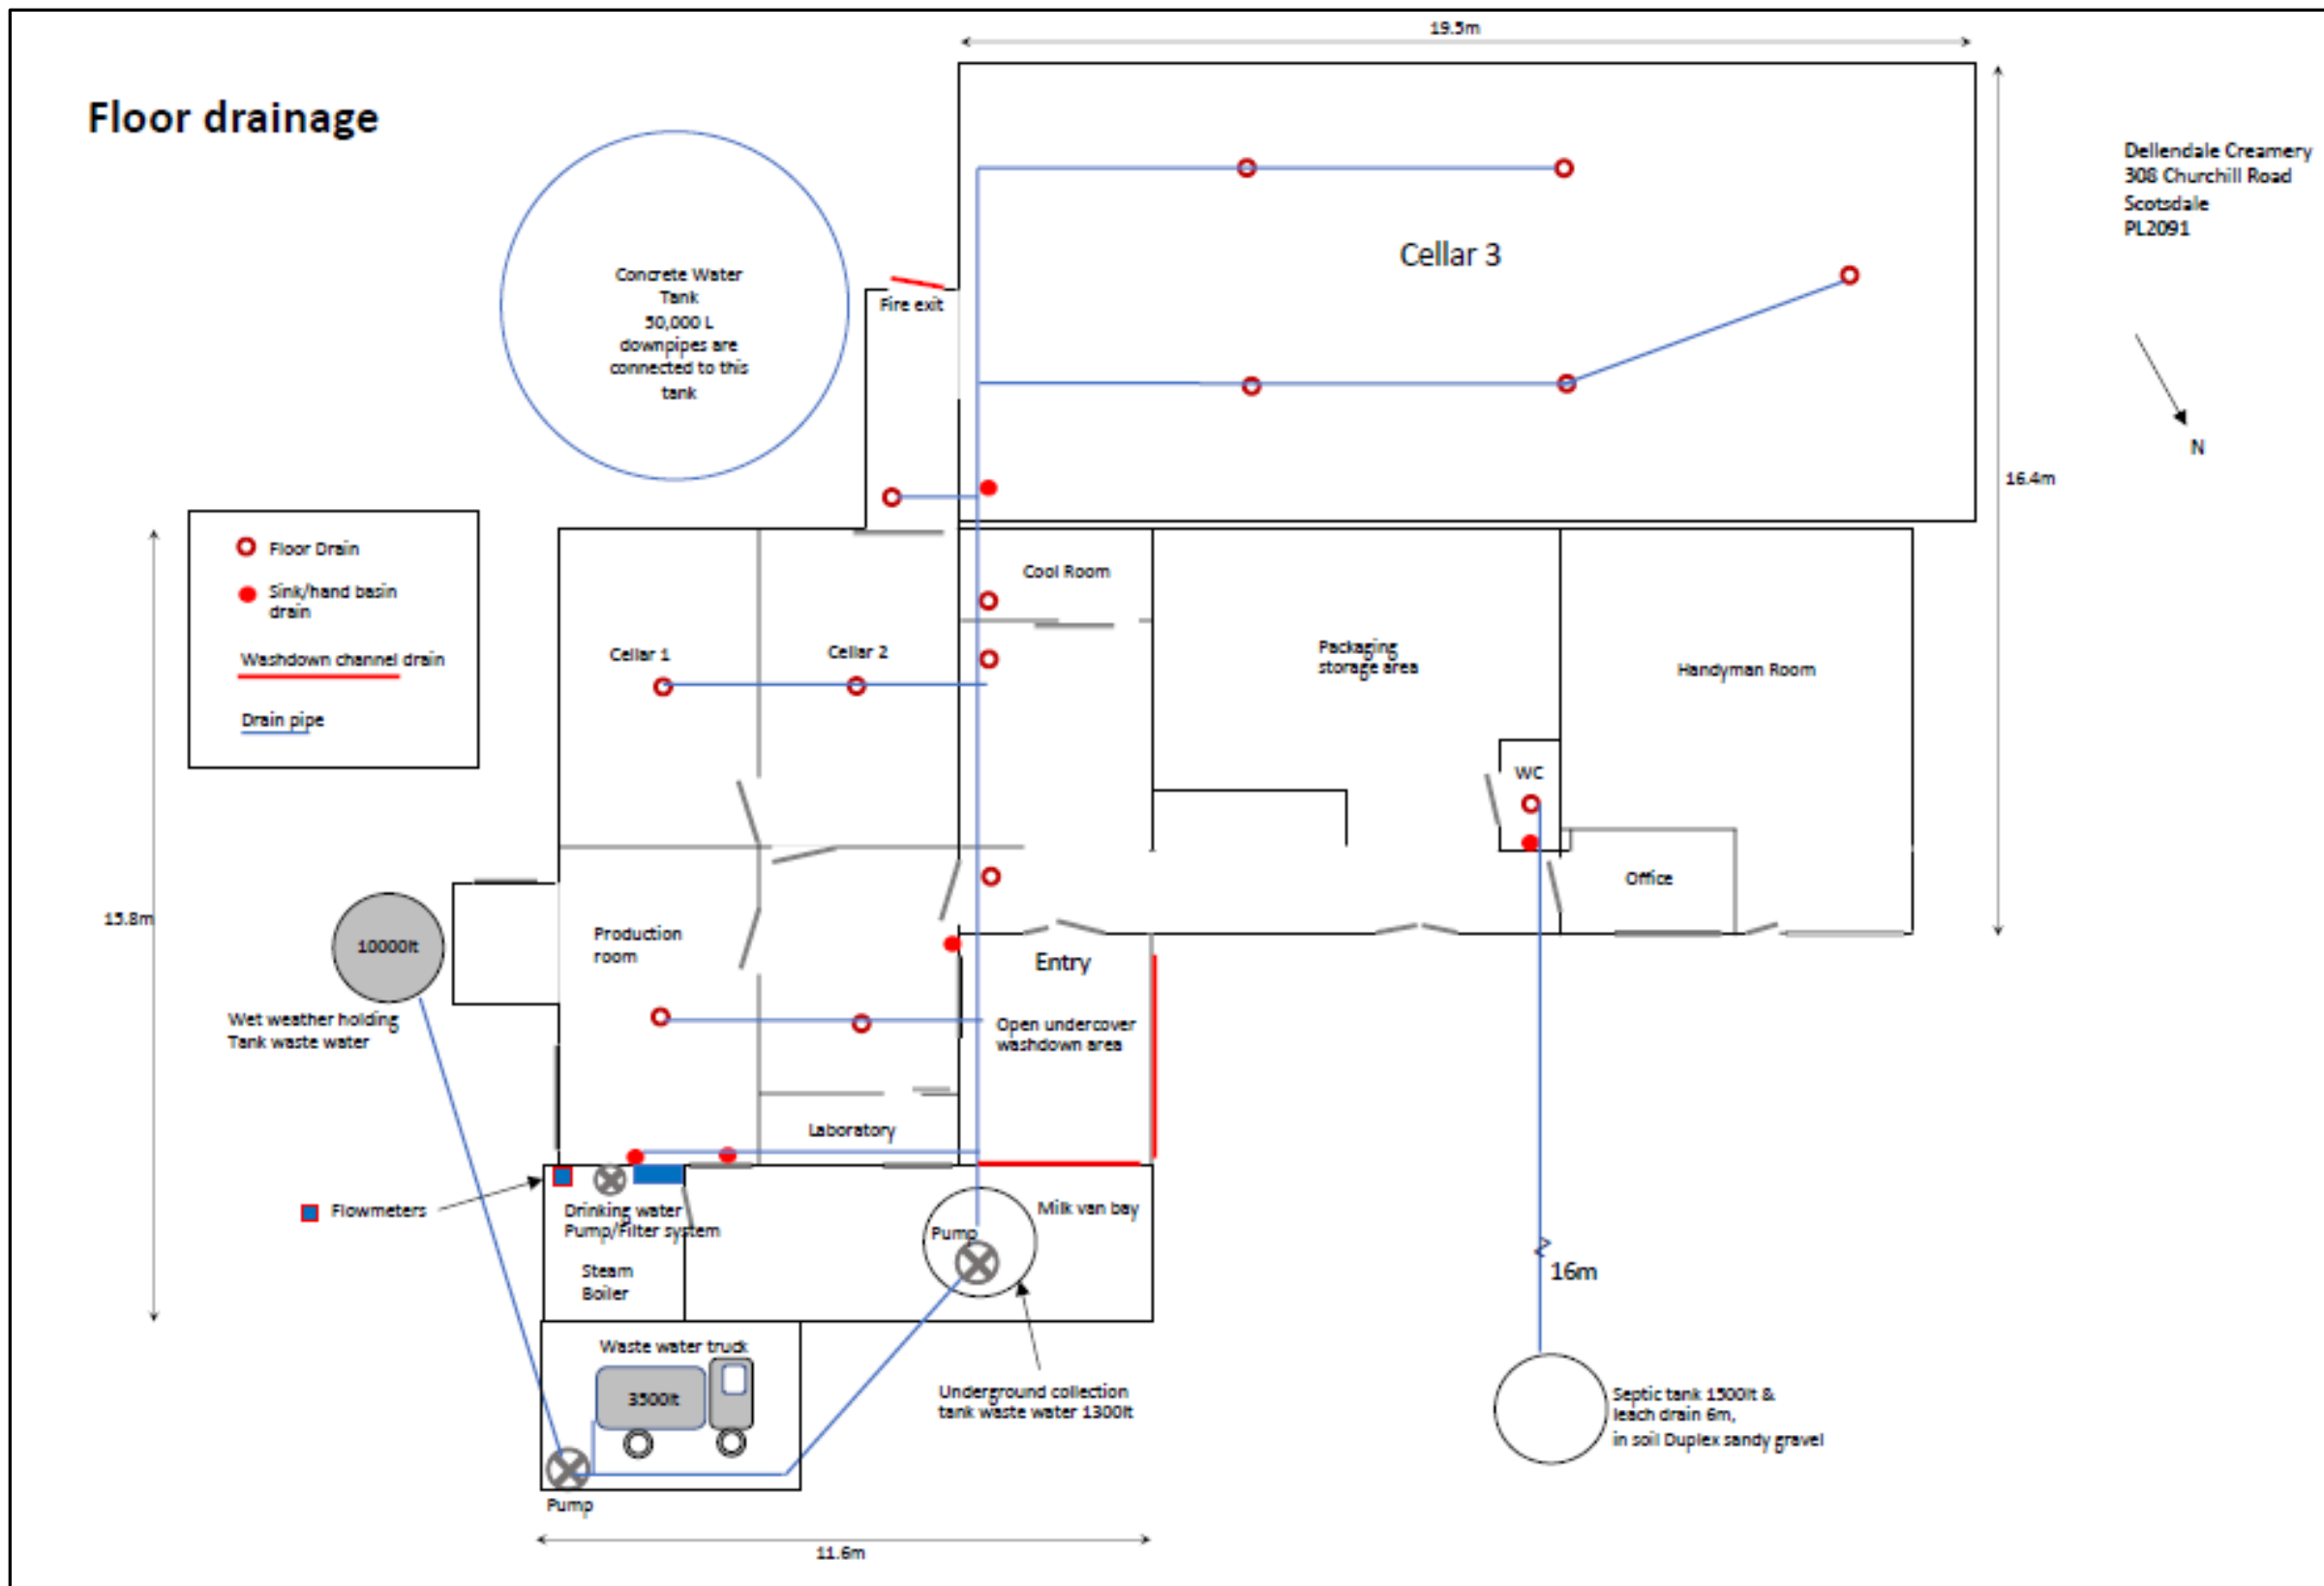 19.5m
Floor drainage
Dellendale Creamery
308 Churchill Road
Scotsdale
PL2091
Cellar 3
Concrete Water
Tank
50,000 L
downpipes are
connected to this
tank
Fire exit
N
16.4m
Floor Drain
Sink/hand basin
drain
Washdown channel drain
Drain pipe
Cool Room
Cellar 1
Cellar 2
Packaging
storage area
Handyman Room
WC
Office
15.8m
10000lt
Production
room
Entry
Wet weather holding
Tank waste water
Open undercover
washdown area
Laboratory
Flowmeters
Drinking water
Pump/Filter system
Milk van bay
Pump
Steam
Boiler
16m
Waste water truck
3500lt
Underground collection
tank waste water 1300lt
Septic tank 1500lt &
leach drain 6m,
in soil Duplex sandy gravel
Pump
11.6m